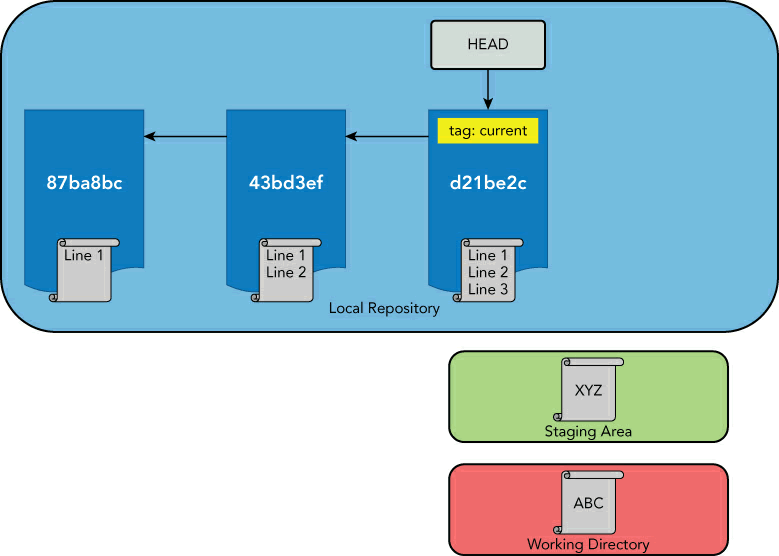 HEAD
tag: current
87ba8bc
43bd3ef
d21be2c
Line 1
Line 1
Line 2
Line 1
Line 2
Line 3
Local Repository
XYZ
Staging Area
ABC
Working Directory